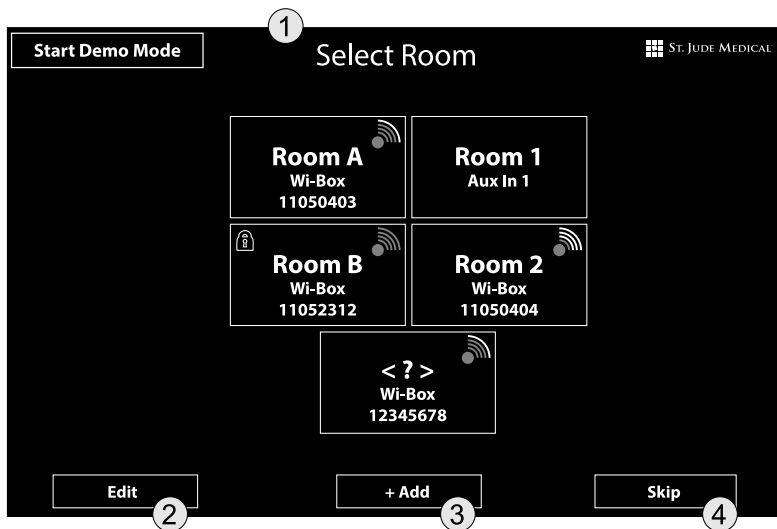 1
Start Demo Mode
Select Room
ST. JUDE MEDICAL
Room A
Wi-Box
11050403
Room 1
Aux In 1
Room B
Wi-Box
11052312
Room 2
Wi-Box
11050404
< ? >
Wi-Box
12345678
Edit
2
+ Add
3
Skip
4